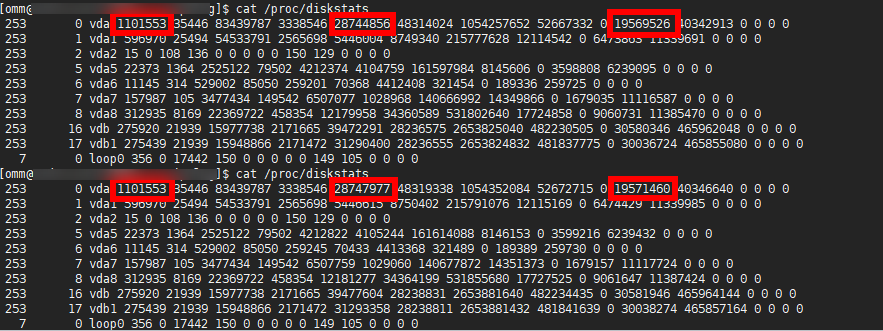 [omm@ g]$ cat /proc/diskstats
253 0 vda 1101553 35446 83439787 3338546 28744856 48314024 1054257652 52667332 0 19569526 40342913 0 0 0 0
253 1 vda1 596970 25494 54533791 2565698 5446004 8749340 215777628 12114542 0 6473803 11339691 0 0 0 0
253 2 vda2 15 0 108 136 0 0 0 0 0 150 129 0 0 0 0
253 5 vda5 22373 1364 2525122 79502 4212374 4104759 161597984 8145606 0 3598808 6239095 0 0 0 0
253 6 vda6 11145 314 529002 85050 259201 70368 4412408 321454 0 189336 259725 0 0 0 0
253 7 vda7 157987 105 3477434 149542 6507077 1028968 140666992 14349866 0 1679035 11116587 0 0 0 0
253 8 vda8 312935 8169 22369722 458354 12179958 34360589 531802640 17724858 0 9060731 11385470 0 0 0 0
253 16 vdb 275920 21939 15977738 2171665 39472291 28236575 2653825040 482230505 0 30580346 465962048 0 0 0 0
253 17 vdb1 275439 21939 15948866 2171472 31290400 28236555 2653824832 481837775 0 30036724 465855080 0 0 0 0
7 0 loop0 356 0 17442 150 0 0 0 0 0 149 105 0 0 0 0
[omm@ g]$ cat /proc/diskstats
253 0 vda 1101553 35446 83439787 3338546 28747977 48319338 1054352084 52672715 0 19571460 40346640 0 0 0 0
253 1 vda1 596970 25494 54533791 2565698 5446615 8750402 215791076 12115169 0 6474429 11339985 0 0 0 0
253 2 vda2 15 0 108 136 0 0 0 0 0 150 129 0 0 0 0
253 5 vda5 22373 1364 2525122 79502 4212822 4105244 161614088 8146153 0 3599216 6239432 0 0 0 0
253 6 vda6 11145 314 529002 85050 259245 70433 4413368 321489 0 189389 259730 0 0 0 0
253 7 vda7 157987 105 3477434 149542 6507759 1029060 140677872 14351373 0 1679157 11117724 0 0 0 0
253 8 vda8 312935 8169 22369722 458354 12181277 34364199 531855680 17727525 0 9061647 11387424 0 0 0 0
253 16 vdb 275920 21939 15977738 2171665 39477604 28238831 2653881640 482234435 0 30581946 465964144 0 0 0 0
253 17 vdb1 275439 21939 15948866 2171472 31293358 28238811 2653881432 481841639 0 30038274 465857164 0 0 0 0
7 0 loop0 356 0 17442 150 0 0 0 0 0 149 105 0 0 0 0